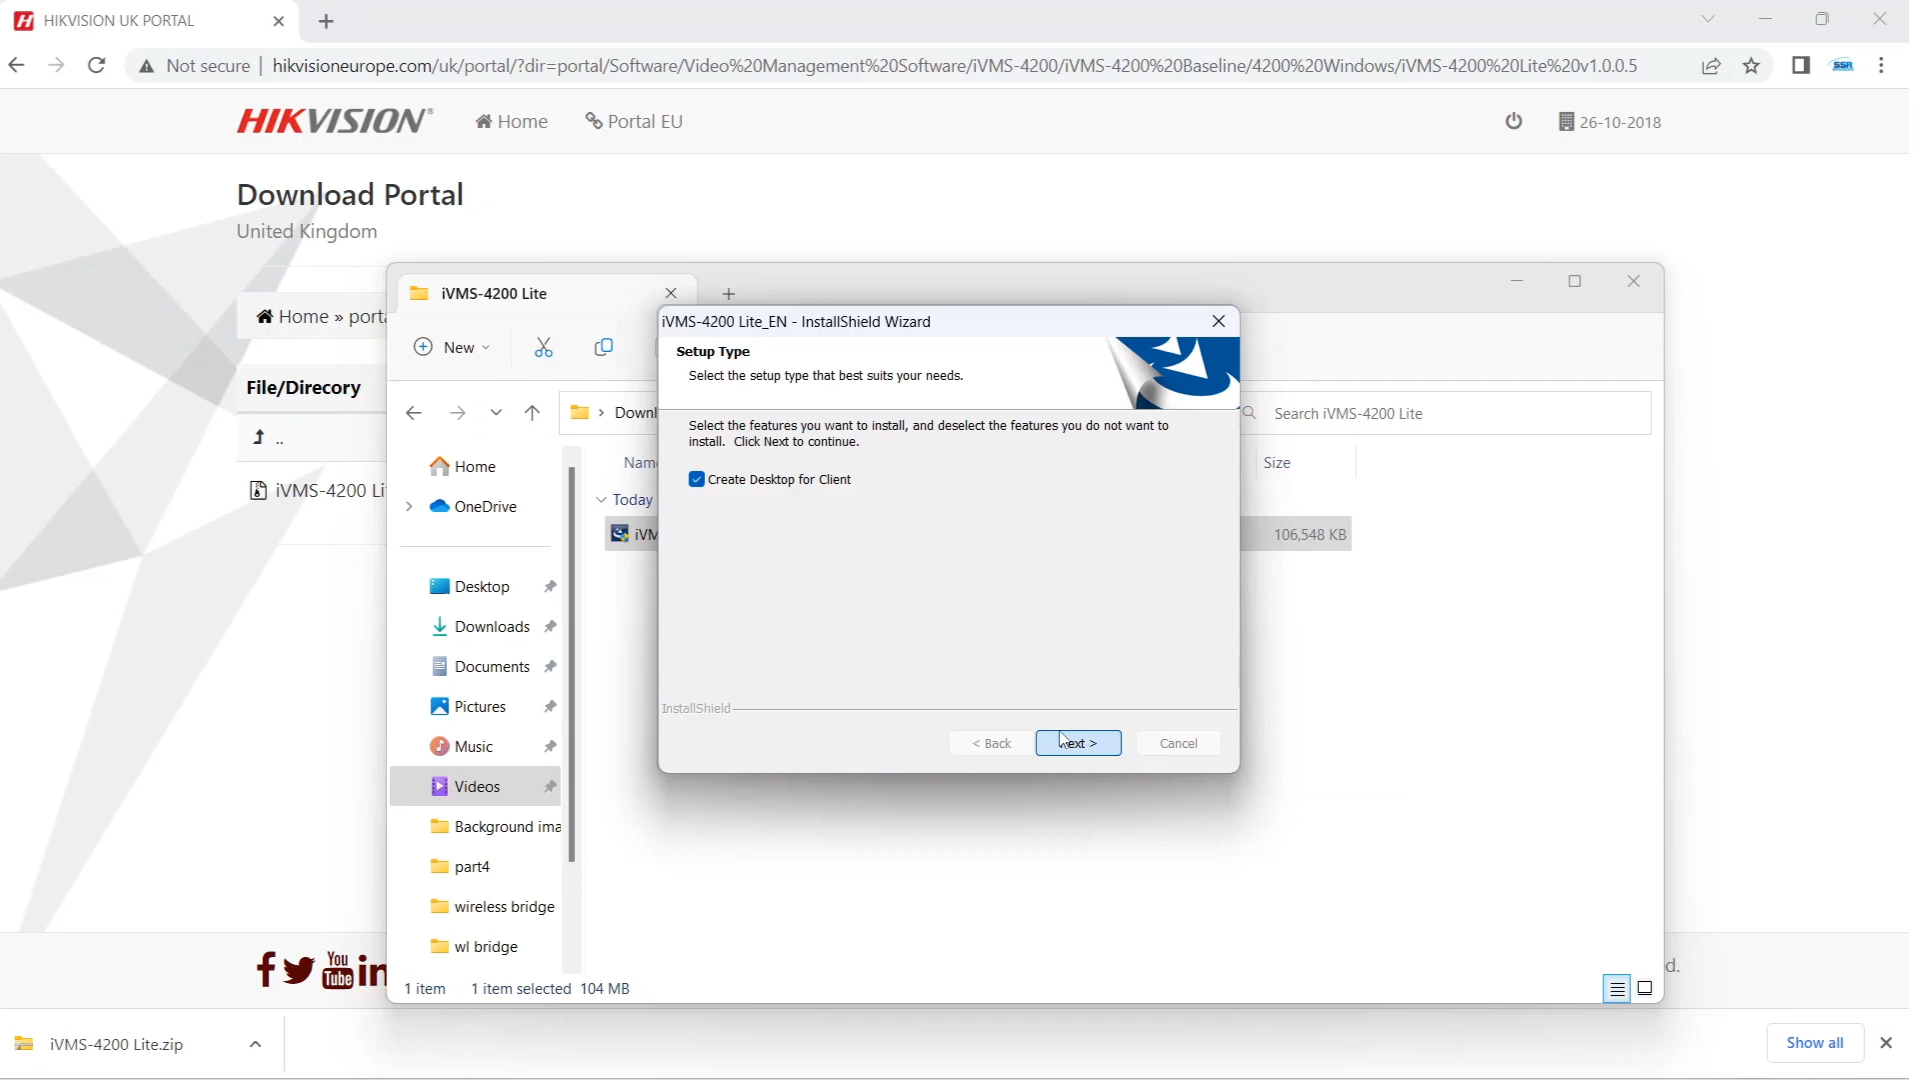 HIKVISION UK PORTAL
Not secure
hikvisioneurope.com/uk/portal/?dir=portal/Software/Video%20Management%20Software/iVMS-4200/iVMS-4200%20Baseline/4200%20Windows/iVMS-4200%20Lite%20v1.0.0.5
SSR
HIKVISION®
Home
Portal EU
26-10-2018
Download Portal
United Kingdom
Home » porta
File/Direcory
..
iVMS-4200 Li
iVMS-4200 Lite
New
Downl
Search iVMS-4200 Lite
Home
OneDrive
Desktop
Downloads
Documents
Pictures
Music
Videos
Background ima
part4
wireless bridge
wl bridge
Nam
Size
Today
iVM
106,548 KB
1 item
1 item selected 104 MB
iVMS-4200 Lite_EN - InstallShield Wizard
Setup Type
Select the setup type that best suits your needs.
Select the features you want to install, and deselect the features you do not want to
install. Click Next to continue.
Create Desktop for Client
InstallShield
< Back
Next >
Cancel
You
Tube
in
d.
iVMS-4200 Lite.zip
Show all